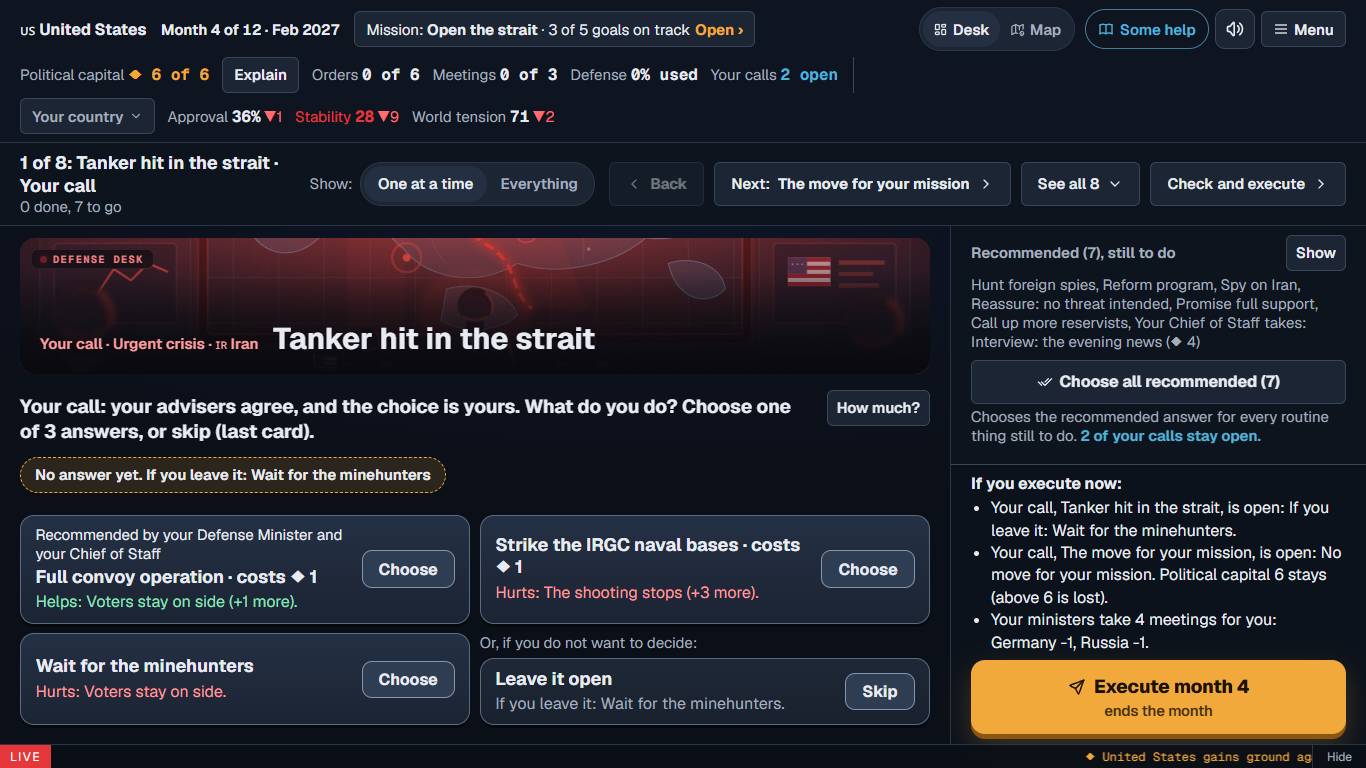 US United States Month 4 of 12 · Feb 2027 Mission: Open the strait · 3 of 5 goals on track Open › Desk Map Some help Menu
Political capital ◆ 6 of 6 Explain Orders 0 of 6 Meetings 0 of 3 Defense 0% used Your calls 2 open
Your country Approval 36% ▼1 Stability 28 ▼9 World tension 71 ▼2
1 of 8: Tanker hit in the strait ·
Your call
0 done, 7 to go
Show: One at a time Everything Back Next: The move for your mission See all 8 Check and execute
DEFENSE DESK
Your call · Urgent crisis · IR Iran Tanker hit in the strait
Your call: your advisers agree, and the choice is yours. What do you do? Choose one
of 3 answers, or skip (last card).
How much?
No answer yet. If you leave it: Wait for the minehunters
Recommended by your Defense Minister and
your Chief of Staff
Full convoy operation · costs ◆ 1
Helps: Voters stay on side (+1 more).
Choose
Strike the IRGC naval bases · costs
◆ 1
Hurts: The shooting stops (+3 more).
Choose
Wait for the minehunters
Hurts: Voters stay on side.
Choose
Or, if you do not want to decide:
Leave it open
If you leave it: Wait for the minehunters.
Skip
Recommended (7), still to do Show
Hunt foreign spies, Reform program, Spy on Iran,
Reassure: no threat intended, Promise full support,
Call up more reservists, Your Chief of Staff takes:
Interview: the evening news (◆ 4)
Choose all recommended (7)
Chooses the recommended answer for every routine
thing still to do. 2 of your calls stay open.
If you execute now:
• Your call, Tanker hit in the strait, is open: If you
leave it: Wait for the minehunters.
• Your call, The move for your mission, is open: No
move for your mission. Political capital 6 stays
(above 6 is lost).
• Your ministers take 4 meetings for you:
Germany -1, Russia -1.
Execute month 4
ends the month
LIVE ◆ United States gains ground ag Hide